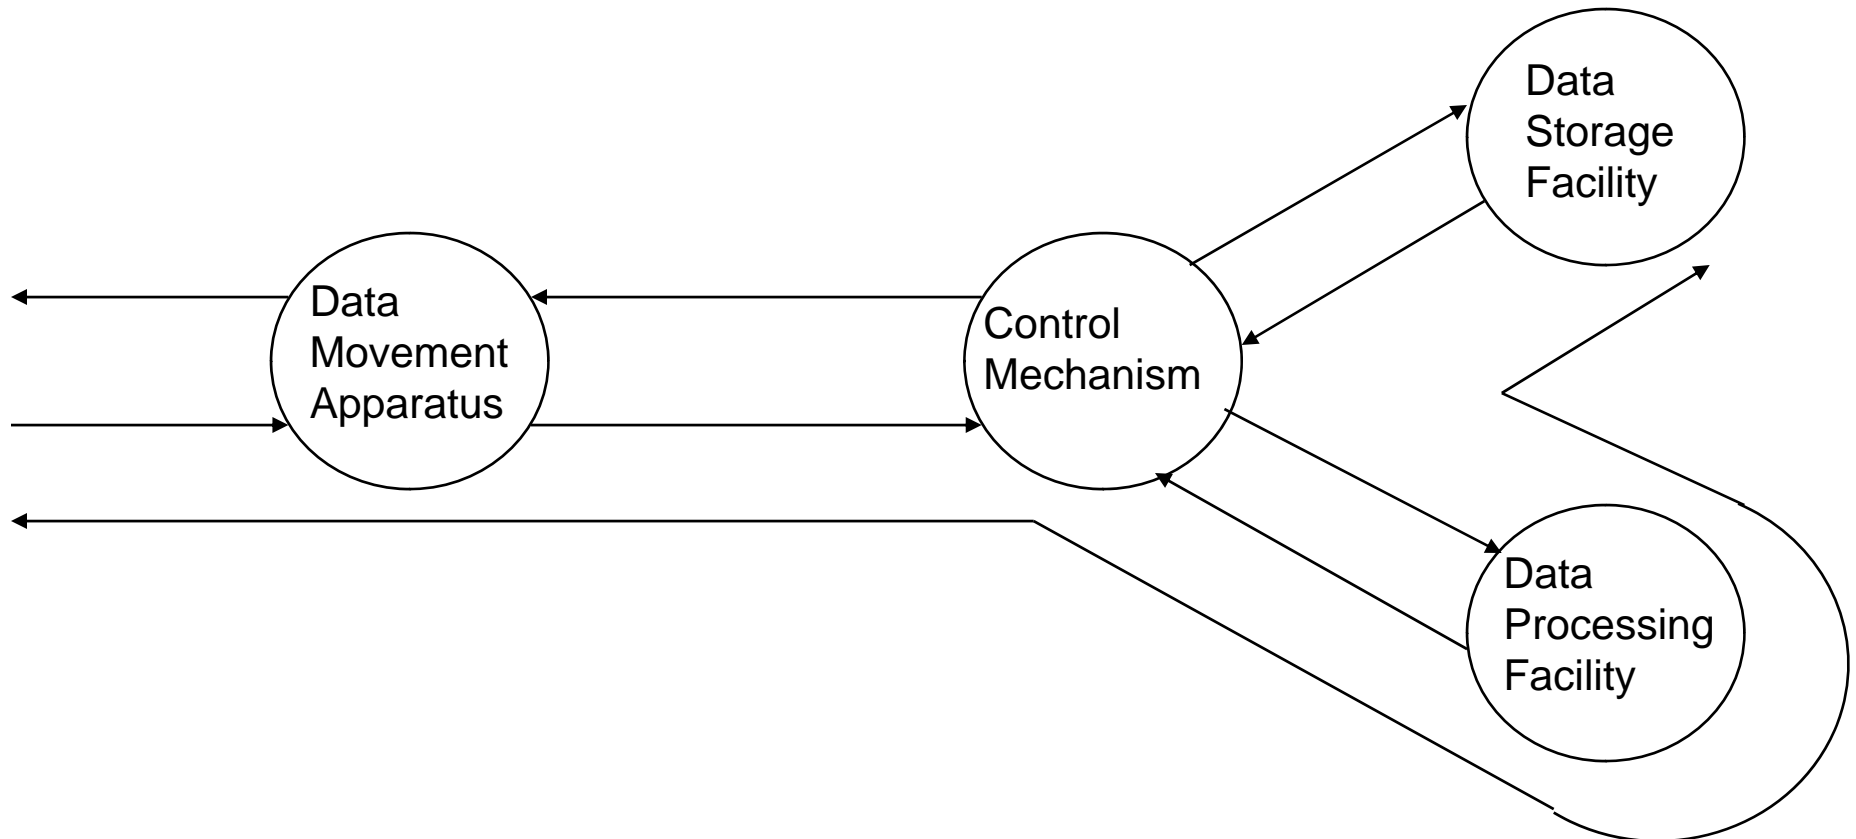 Data
Movement
Apparatus
Control
Mechanism
Data
Storage
Facility
Data
Processing
Facility